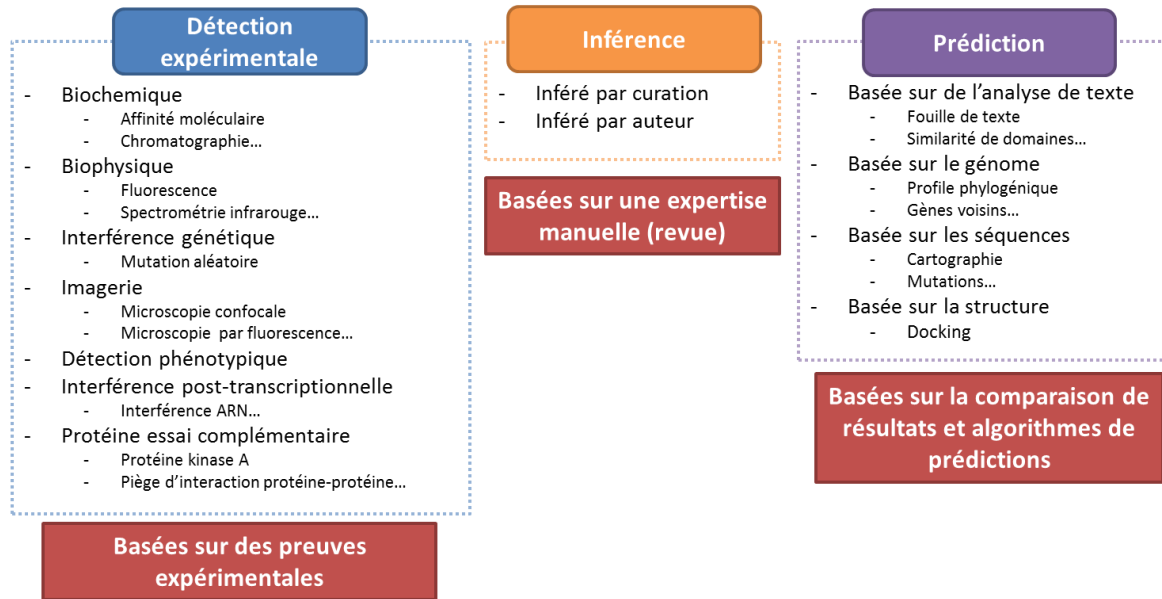 Détection
expérimentale
- Biochemique
- Affinité moléculaire
- Chromatographie…
- Biophysique
- Fluorescence
- Spectrométrie infrarouge…
- Interférence génétique
- Mutation aléatoire
- Imagerie
- Microscopie confocale
- Microscopie par fluorescence…
- Détection phénotypique
- Interférence post-transcriptionnelle
- Interférence ARN…
- Protéine essai complémentaire
- Protéine kinase A
- Piège d’interaction protéine-protéine…
Basées sur des preuves
expérimentales
Inférence
- Inféré par curation
- Inféré par auteur
Basées sur une expertise
manuelle (revue)
Prédiction
- Basée sur de l’analyse de texte
- Fouille de texte
- Similarité de domaines…
- Basée sur le génome
- Profile phylogénique
- Gènes voisins…
- Basée sur les séquences
- Cartographie
- Mutations…
- Basée sur la structure
- Docking
Basées sur la comparaison de
résultats et algorithmes de
prédictions